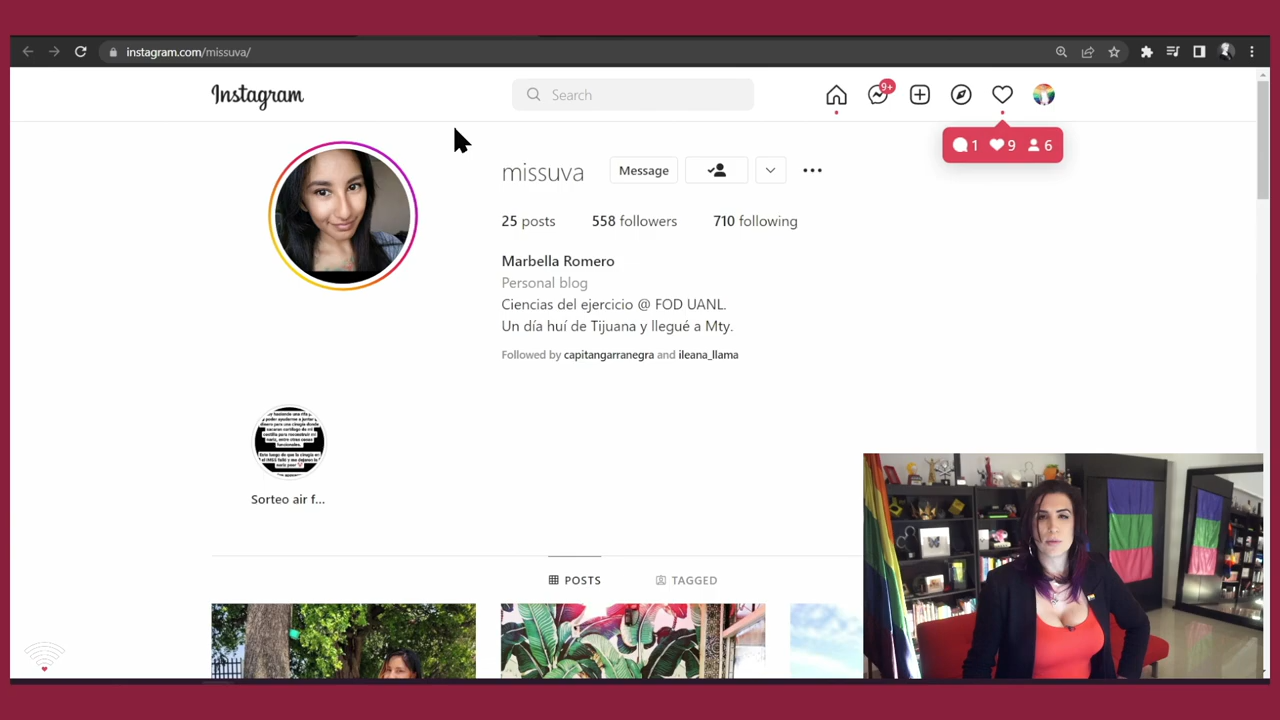 instagram.com/missuva/
Instagram
Search
9+
1 9 6
missuva Message
25 posts 558 followers 710 following
Marbella Romero
Personal blog
Ciencias del ejercicio @ FOD UANL.
Un día huí de Tijuana y llegué a Mty.
Followed by capitangarranegra and ileana_llama
Sorteo air f...
POSTS TAGGED